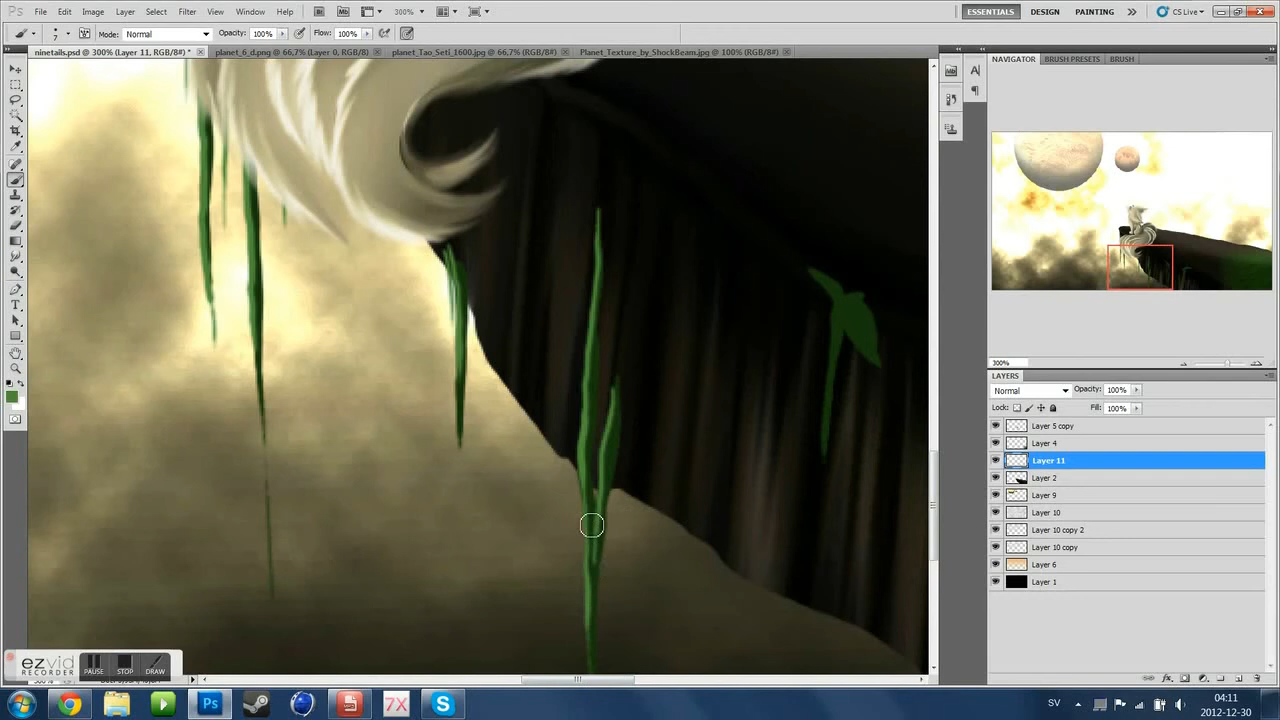 Ps File Edit Image Layer Select Filter Analysis 3D View Window Help 300% ESSENTIALS DESIGN PAINTING CS Live
Mode: Normal Opacity: 100% Flow: 100%
ninetails.psd @ 300% (Layer 11, RGB/8#) * planet_6_d.png @ 66,7% (Layer 0, RGB/8) planet_Tao_Seti_1600.jpg @ 66,7% (RGB/8#) Planet_Texture_by_ShockBeam.jpg @ 100% (RGB/8#)
NAVIGATOR BRUSH PRESETS BRUSH
300%
LAYERS
Normal Opacity: 100%
Lock: Fill: 100%
Layer 5 copy
Layer 4
Layer 11
Layer 2
Layer 9
Layer 10
Layer 10 copy 2
Layer 10 copy
Layer 6
Layer 1
ezvid
RECORDER
PAUSE STOP DRAW
Ps 7X S
SV 04:11
2012-12-30